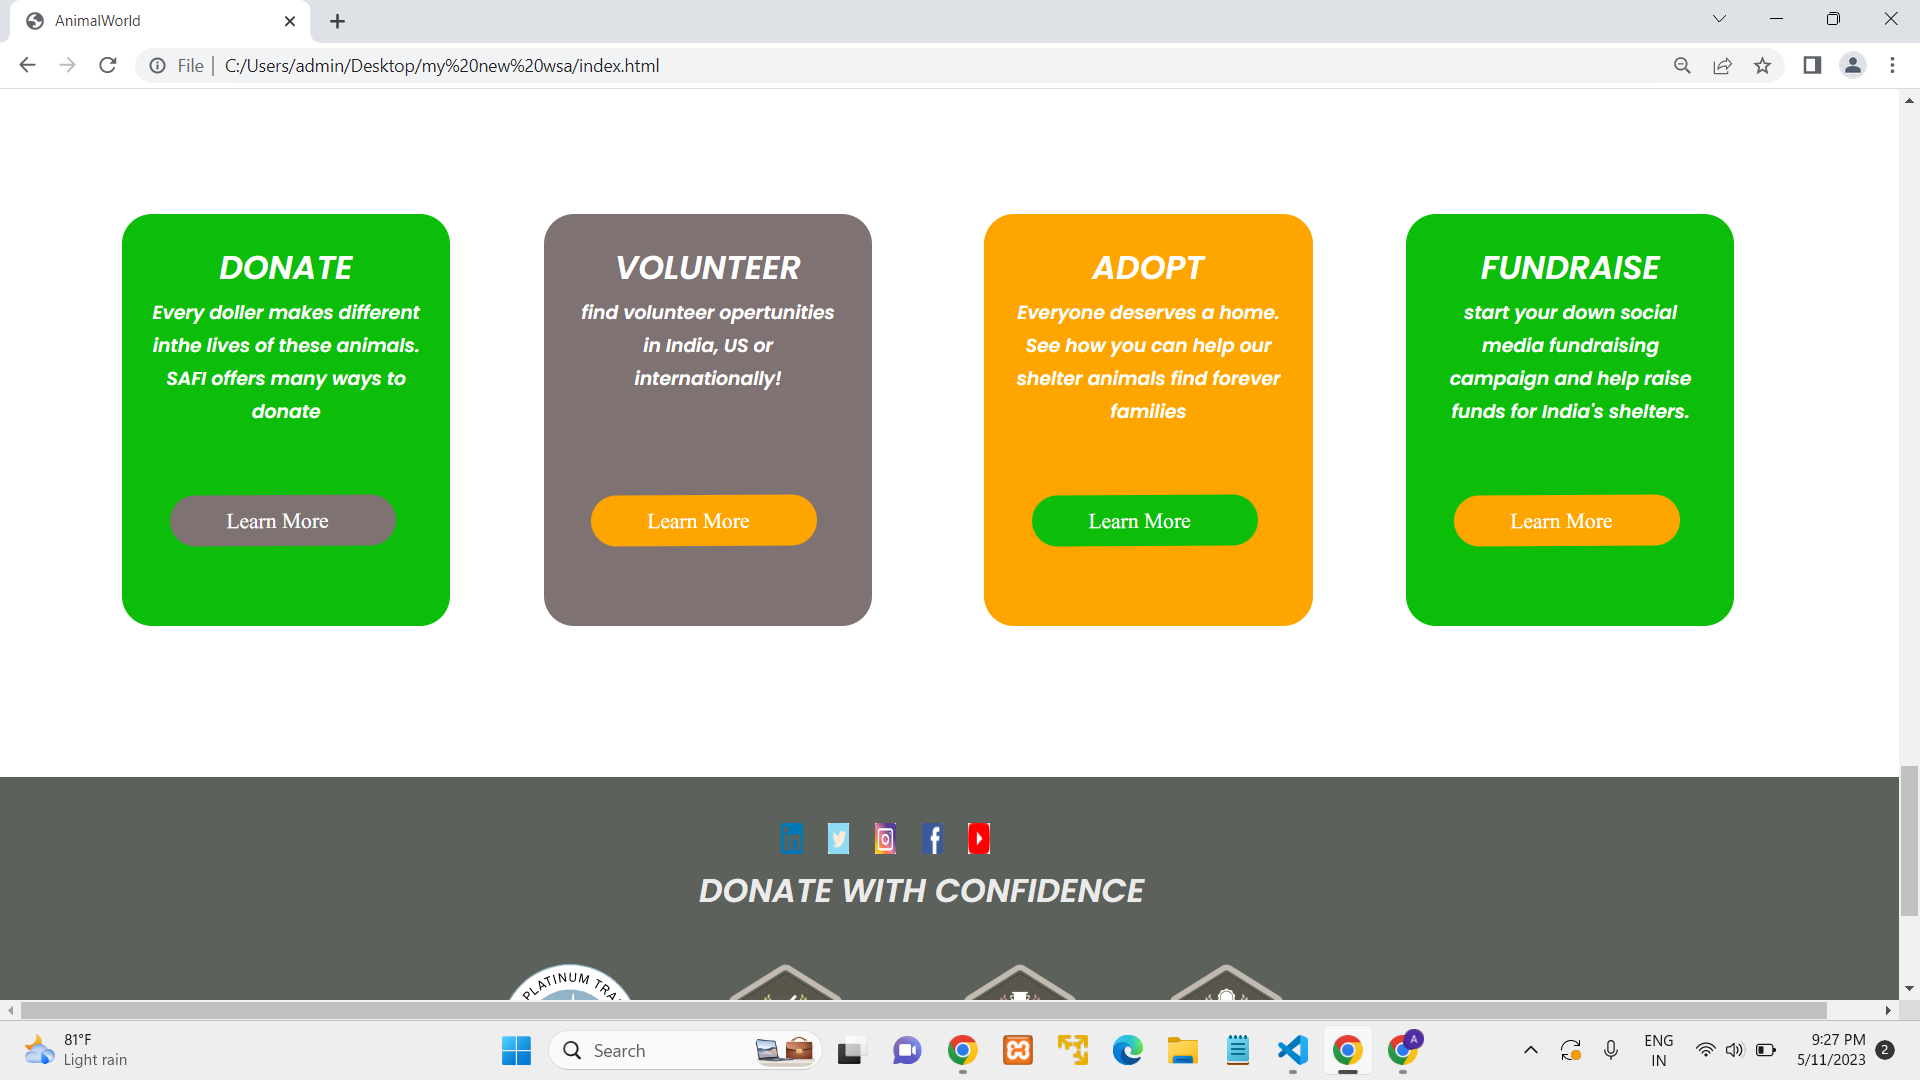 AnimalWorld
File | C:/Users/admin/Desktop/my%20new%20wsa/index.html
DONATE
Every doller makes different
inthe lives of these animals.
SAFI offers many ways to
donate
Learn More
VOLUNTEER
find volunteer opertunities
in India, US or
internationally!
Learn More
ADOPT
Everyone deserves a home.
See how you can help our
shelter animals find forever
families
Learn More
FUNDRAISE
start your down social
media fundraising
campaign and help raise
funds for India's shelters.
Learn More
in
f
DONATE WITH CONFIDENCE
PLATINUM TRA
81°F
Light rain
Search
A
ENG
IN
9:27 PM
5/11/2023
2